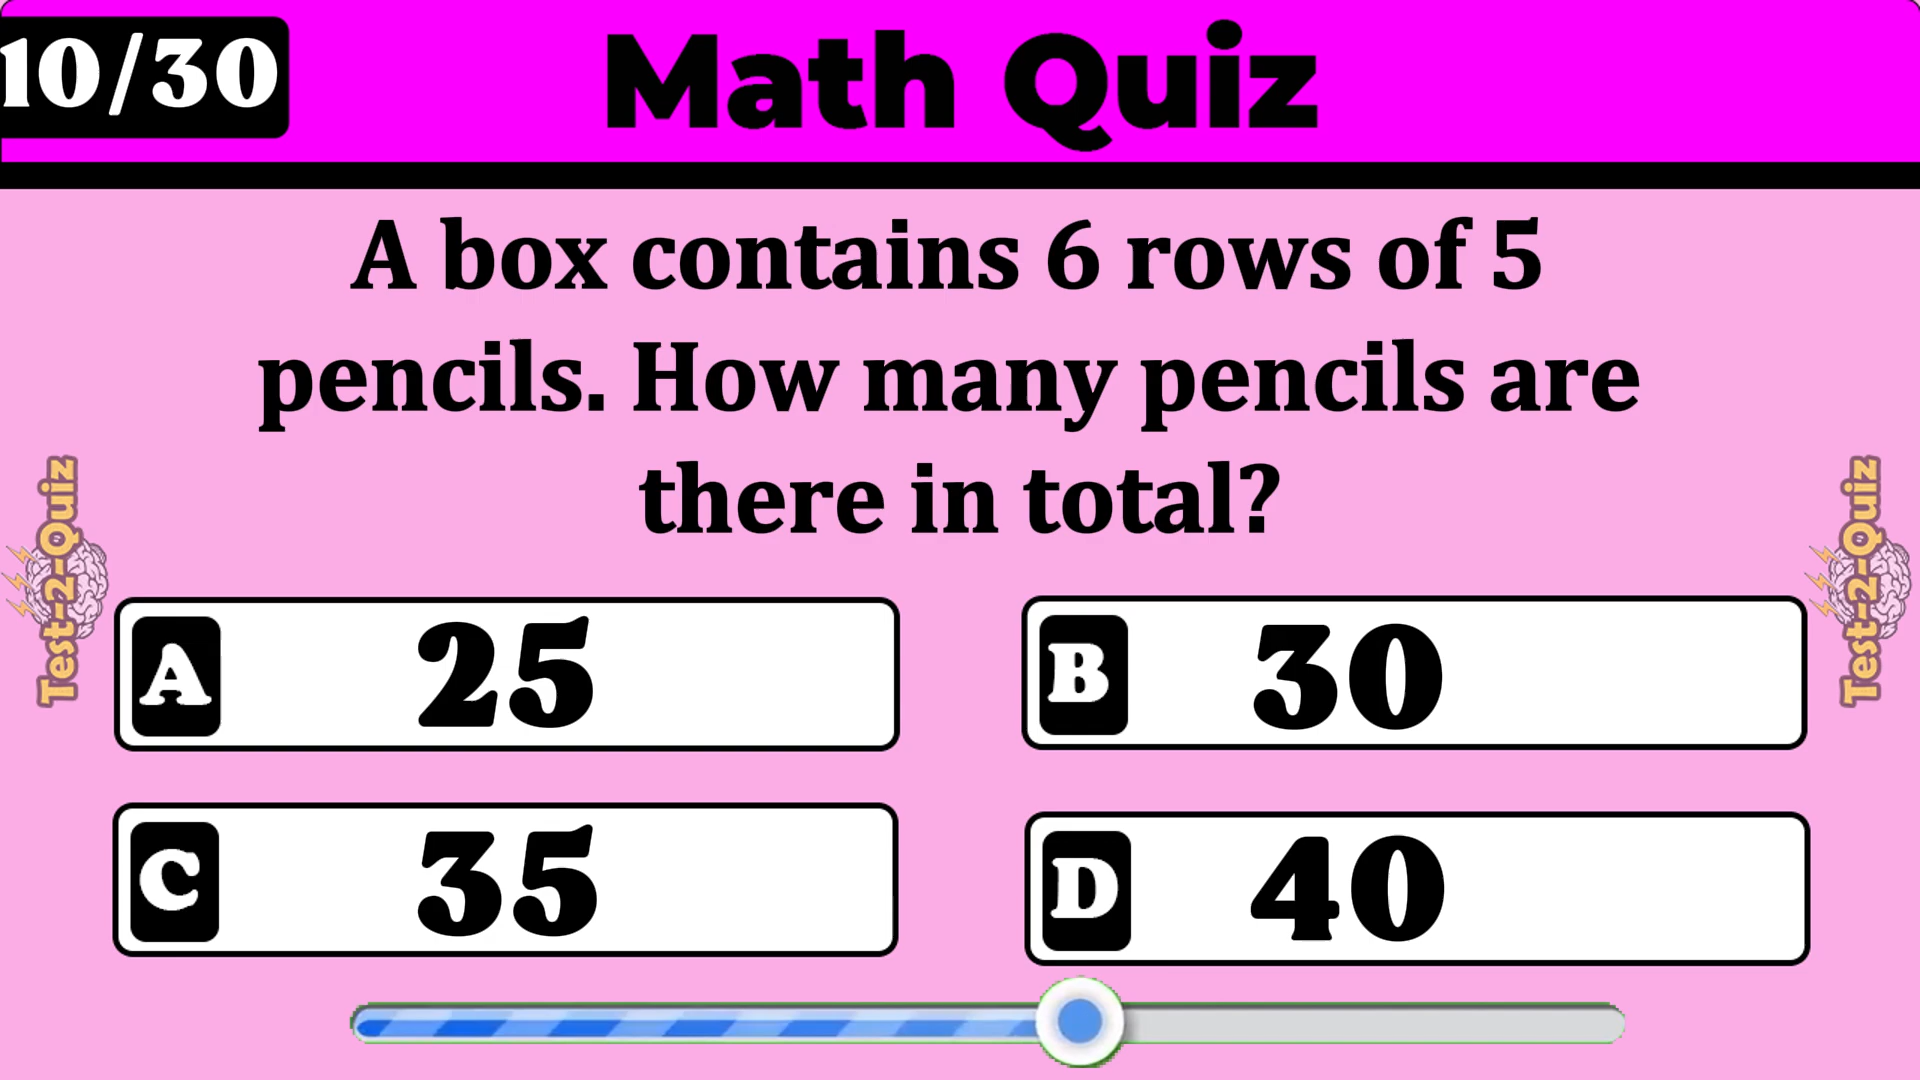 10/30
Math Quiz
A box contains 6 rows of 5
pencils. How many pencils are
there in total?
Test-2-Quiz
Test-2-Quiz
A 25
B 30
C 35
D 40